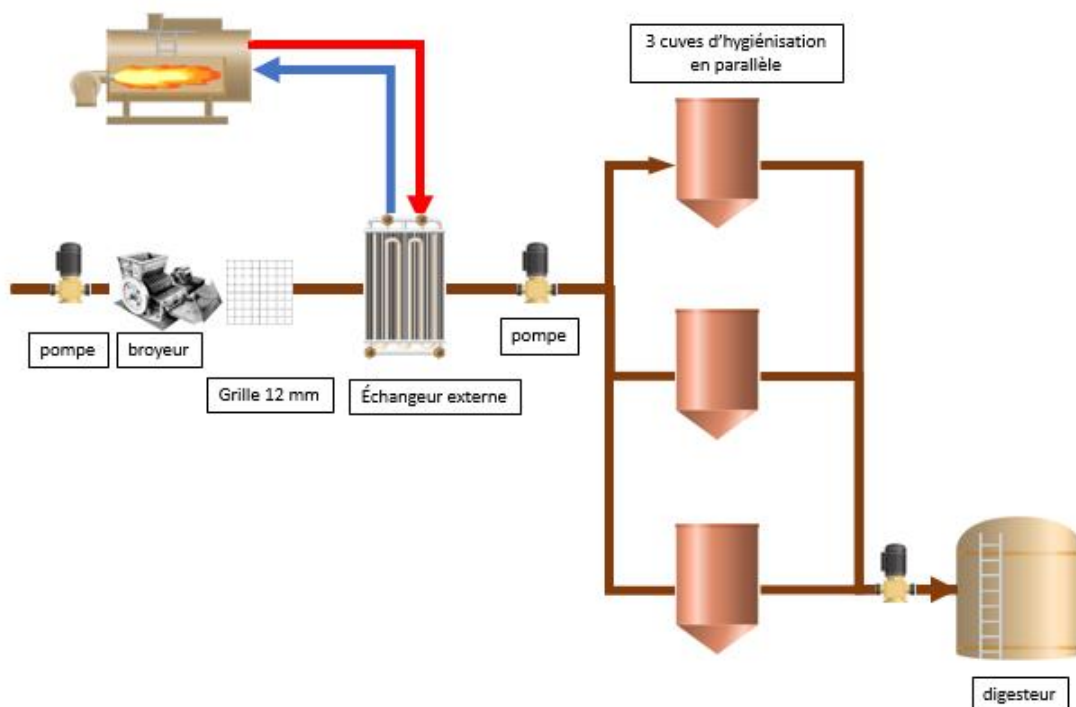 3 cuves d'hygiénisation
en parallèle
pompe
broyeur
pompe
Grille 12 mm
Échangeur externe
digesteur